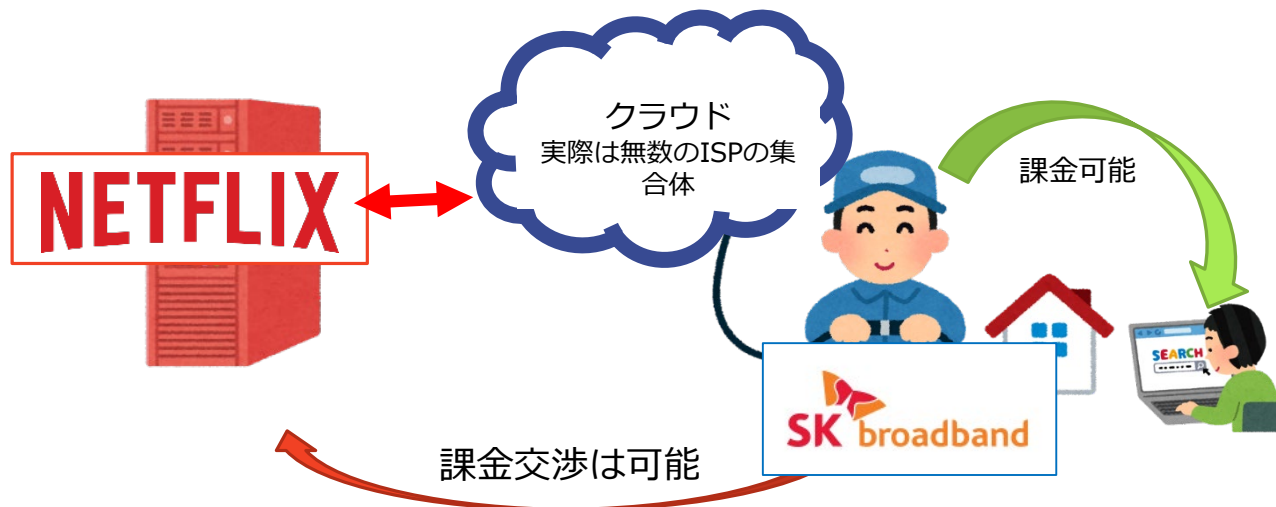 クラウド
実際は無数のISPの集
合体
課金可能
NETFLIX
SEARCH
SK broadband
課金交渉は可能